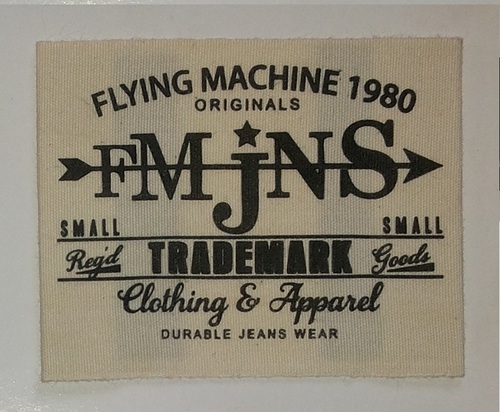 FLYING MACHINE 1980
ORIGINALS
FMJNS
SMALL SMALL
Reg'd TRADEMARK Goods
Clothing & Apparel
DURABLE JEANS WEAR